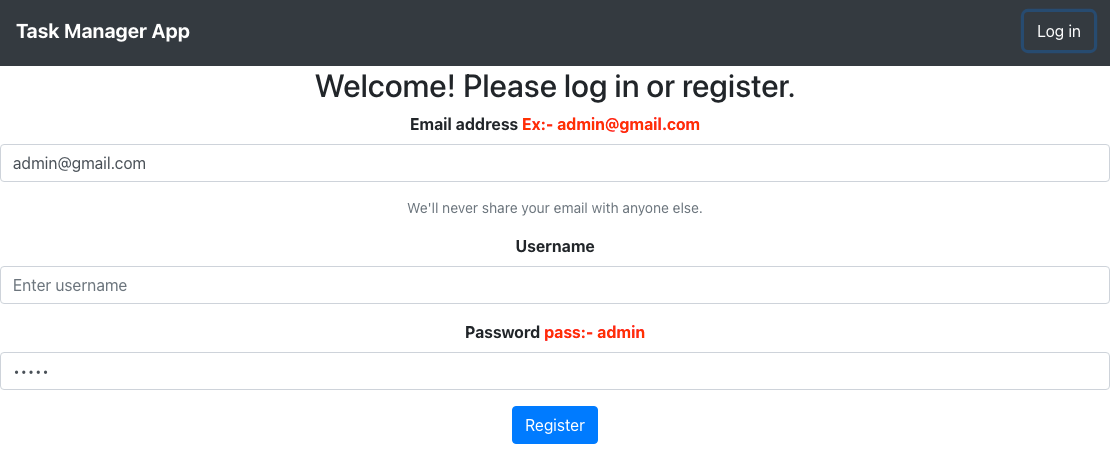 Task Manager App
Log in
Welcome! Please log in or register.
Email address Ex:- admin@gmail.com
admin@gmail.com
We'll never share your email with anyone else.
Username
Enter username
Password pass:- admin
•••••
Register